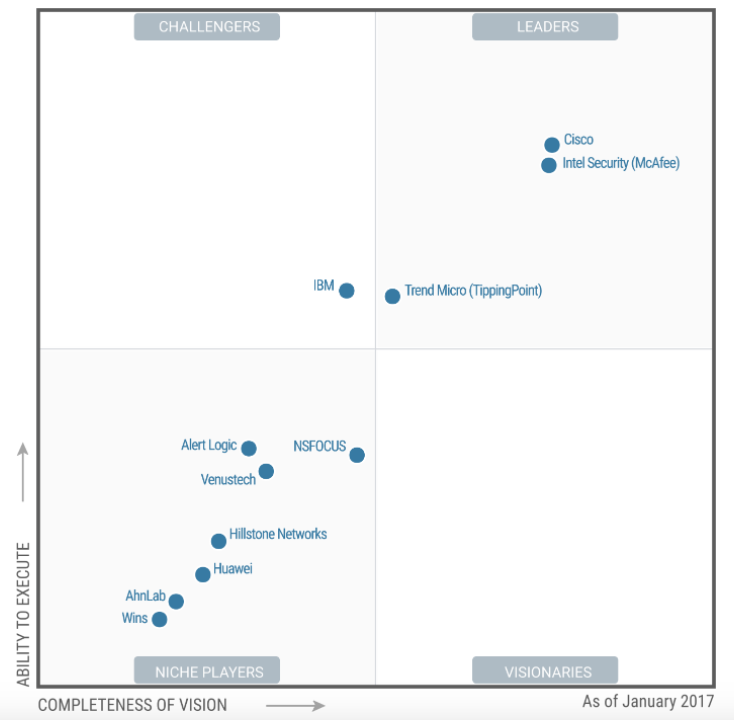 CHALLENGERS
LEADERS
Cisco
Intel Security (McAfee)
IBM
Trend Micro (TippingPoint)
Alert Logic
NSFOCUS
Venustech
Hillstone Networks
Huawei
AhnLab
Wins
NICHE PLAYERS
VISIONARIES
ABILITY TO EXECUTE
COMPLETENESS OF VISION
As of January 2017